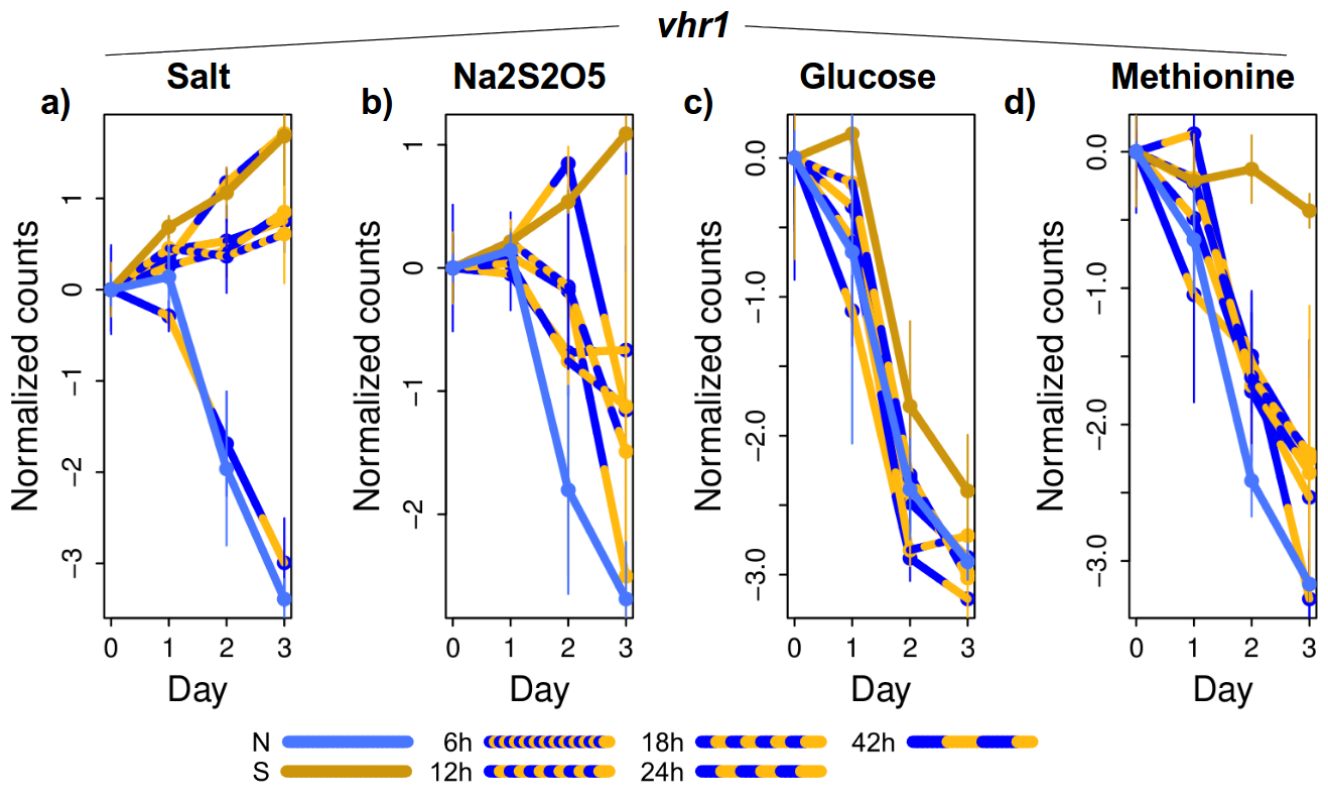 vhr1
Salt
Na2S2O5
Glucose
Methionine
a)
b)
c)
d)
Normalized counts
1
0
−1
−2
−3
0 1 2 3
Day
Normalized counts
1
0
−1
−2
0 1 2 3
Day
Normalized counts
0.0
−1.0
−2.0
−3.0
0 1 2 3
Day
Normalized counts
0.0
−1.0
−2.0
−3.0
0 1 2 3
Day
N 6h 18h 42h
S 12h 24h